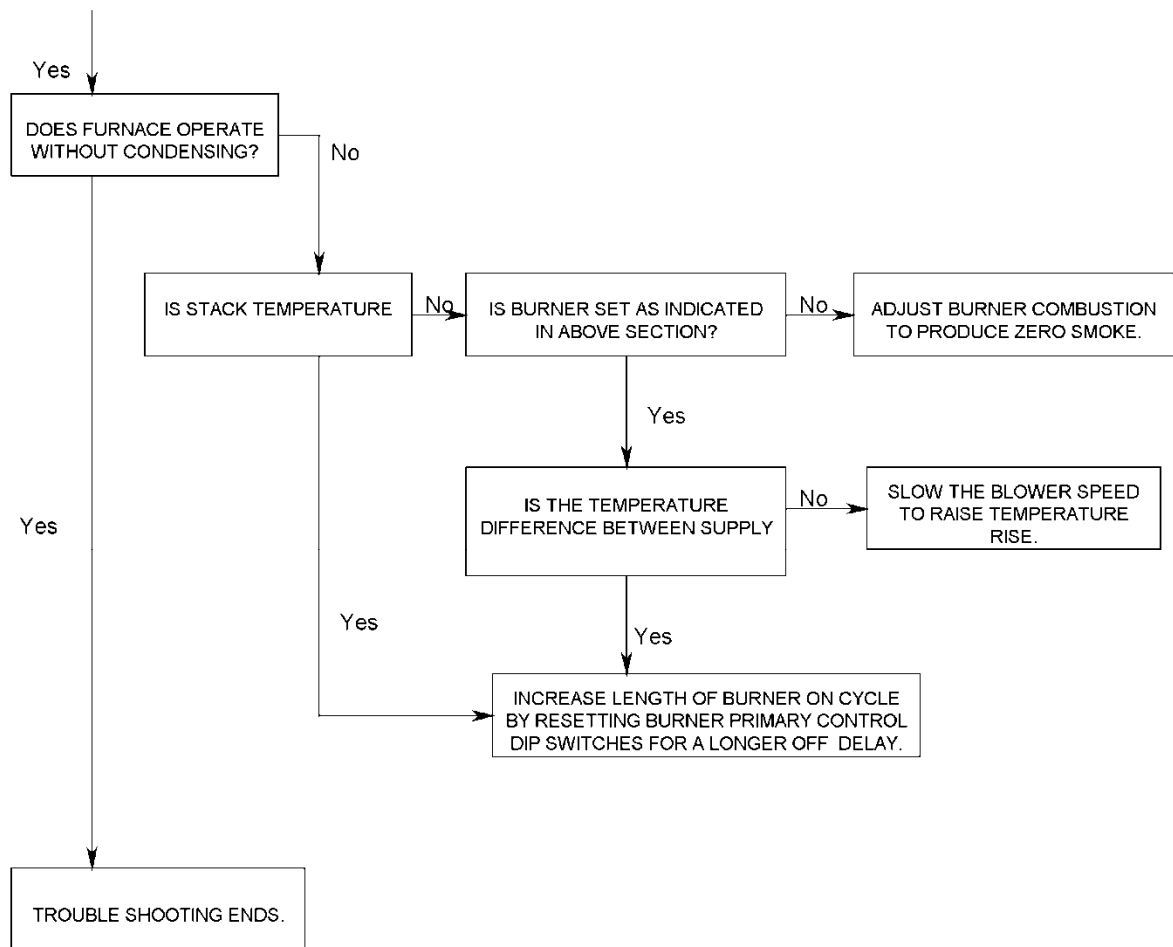 Yes
DOES FURNACE OPERATE
WITHOUT CONDENSING?
No
IS STACK TEMPERATURE
No
IS BURNER SET AS INDICATED
IN ABOVE SECTION?
No
ADJUST BURNER COMBUSTION
TO PRODUCE ZERO SMOKE.
Yes
IS THE TEMPERATURE
DIFFERENCE BETWEEN SUPPLY
No
SLOW THE BLOWER SPEED
TO RAISE TEMPERATURE
RISE.
Yes
Yes
Yes
INCREASE LENGTH OF BURNER ON CYCLE
BY RESETTING BURNER PRIMARY CONTROL
DIP SWITCHES FOR A LONGER OFF DELAY.
TROUBLE SHOOTING ENDS.